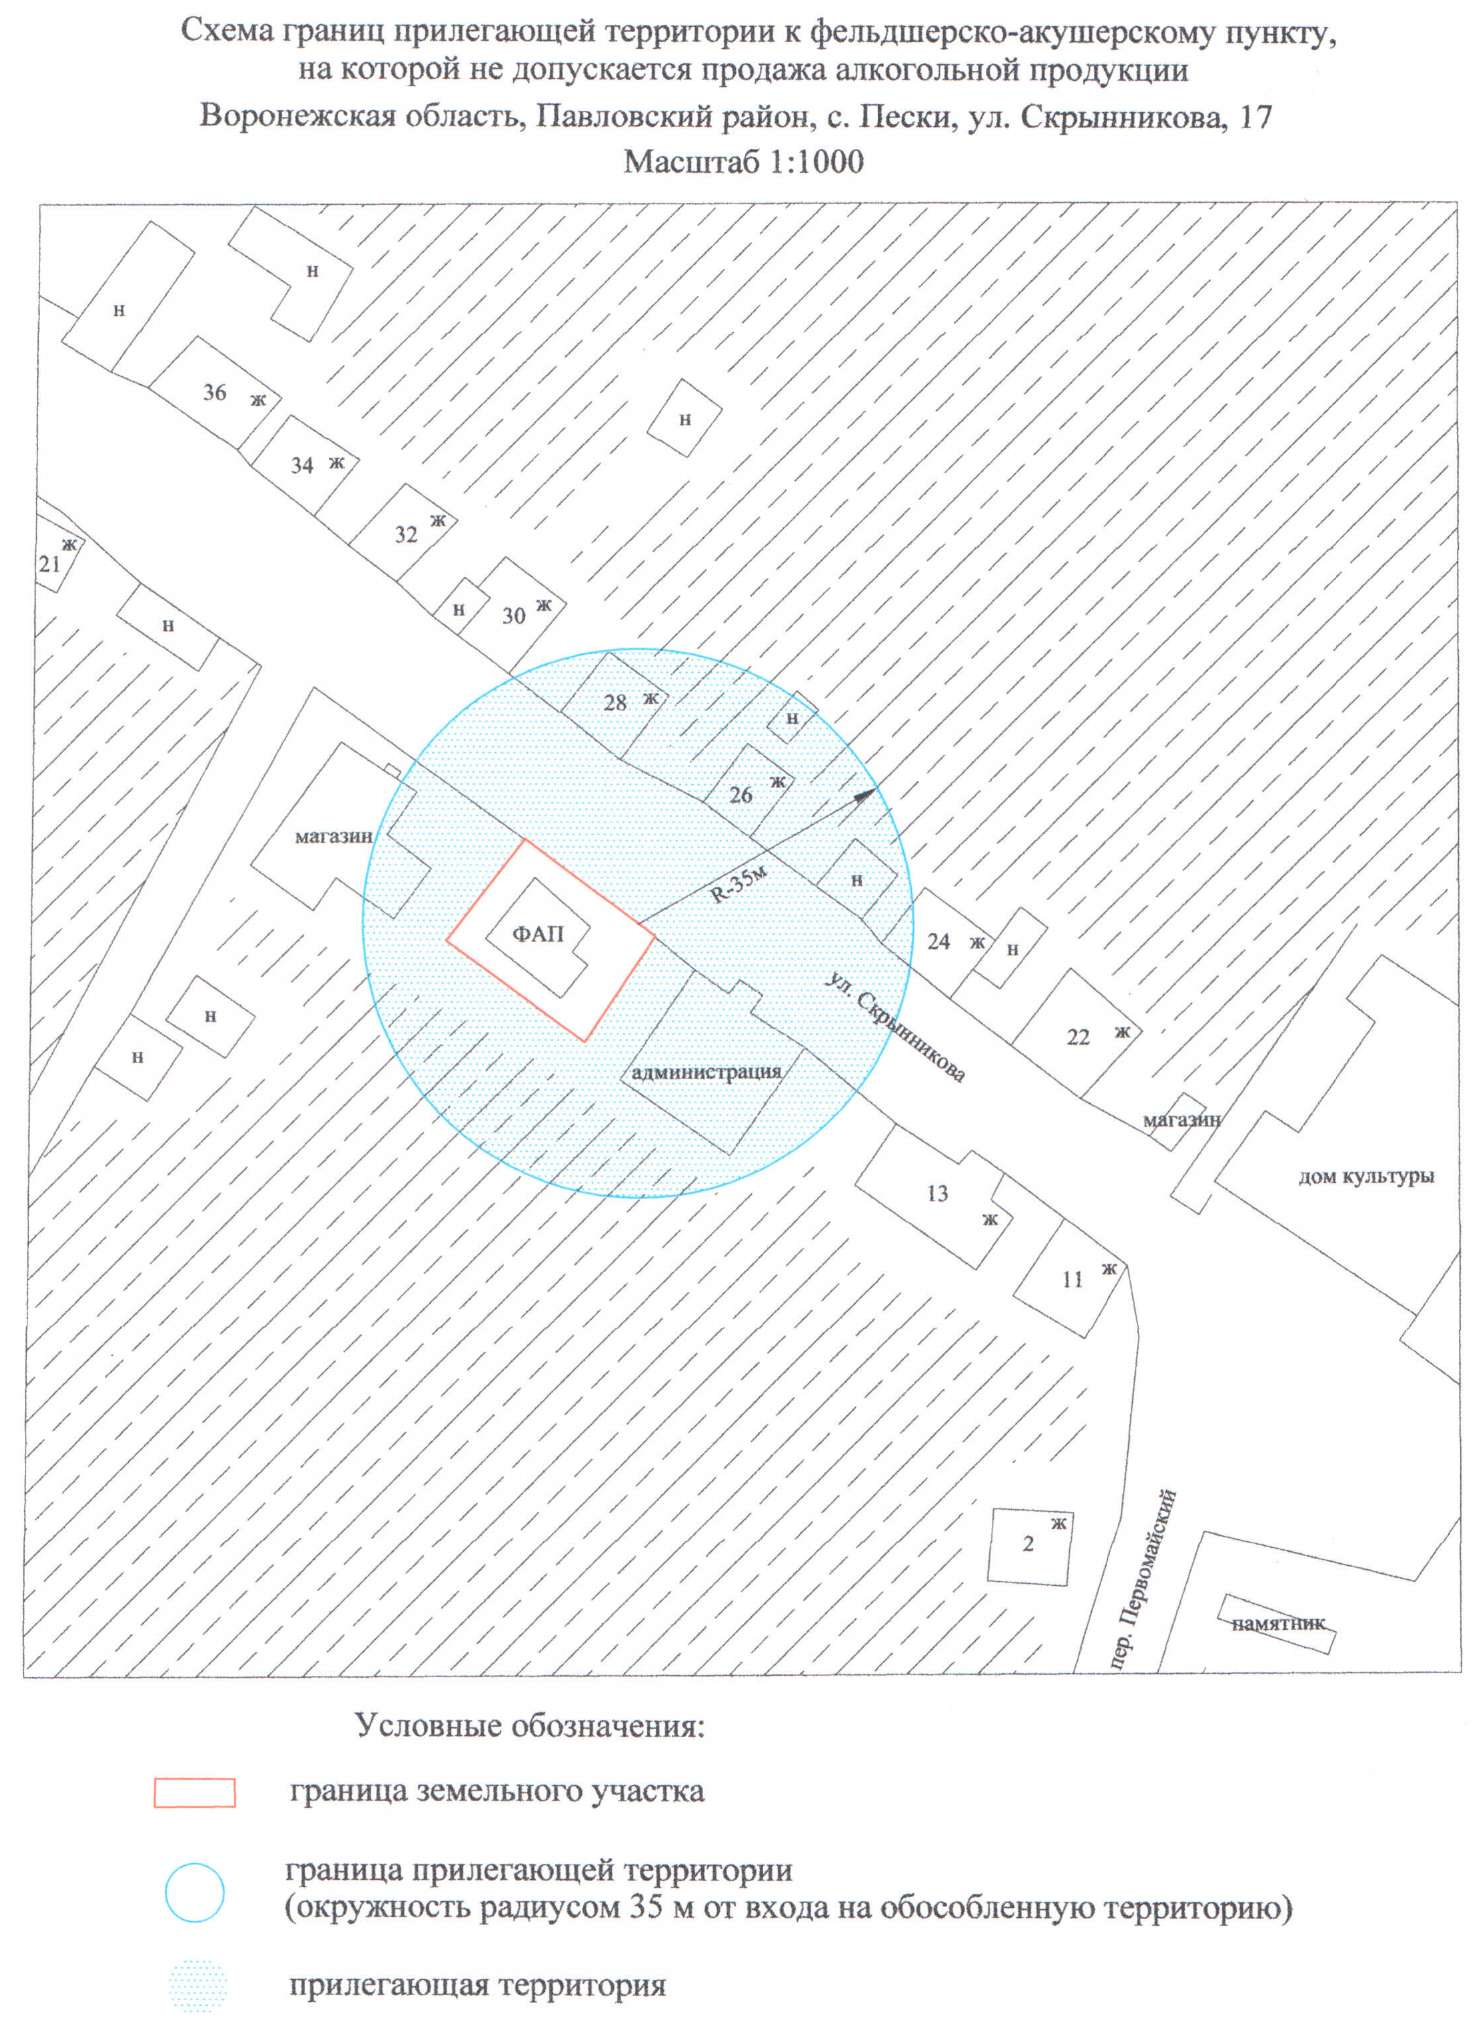 Схема границ прилегающей территории к фельдшерско-акушерскому пункту,
на которой не допускается продажа алкогольной продукции
Воронежская область, Павловский район, с. Пески, ул. Скрынникова, 17
Масштаб 1:1000
н
н
36 ж
34 ж
н
32 ж
21 ж
н
н
30 ж
28 ж
н
26 ж
магазин
R-35м
н
ФАП
24 ж
н
ул. Скрынникова
н
н
22 ж
администрация
магазин
дом культуры
13
ж
11 ж
2 ж
пер. Первомайский
памятник
Условные обозначения:
граница земельного участка
граница прилегающей территории
(окружность радиусом 35 м от входа на обособленную территорию)
прилегающая территория